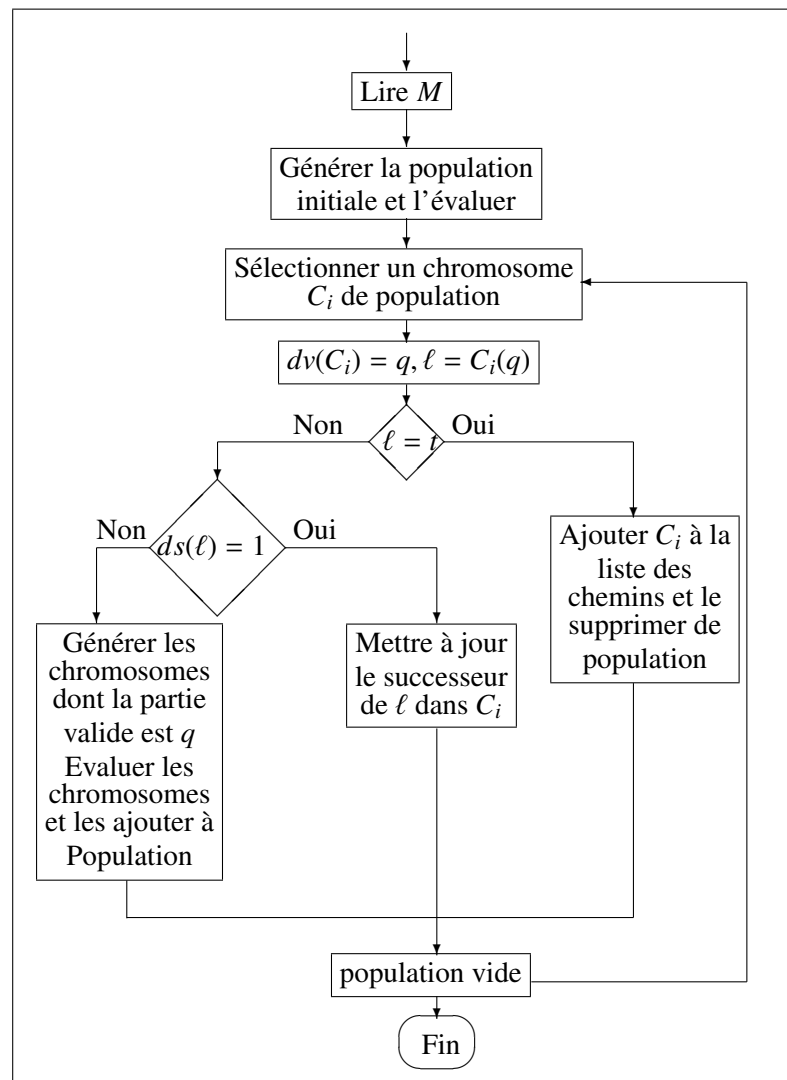 Lire M
Générer la population
initiale et l'évaluer
Sélectionner un chromosome
C_i de population
dv(C_i) = q, ℓ = C_i(q)
Non
ℓ = t
Oui
Non
ds(ℓ) = 1
Oui
Ajouter C_i à la
liste des
chemins et le
supprimer de
population
Générer les
chromosomes
dont la partie
valide est q
Evaluer les
chromosomes
et les ajouter à
Population
Mettre à jour
le successeur
de ℓ dans C_i
population vide
Fin